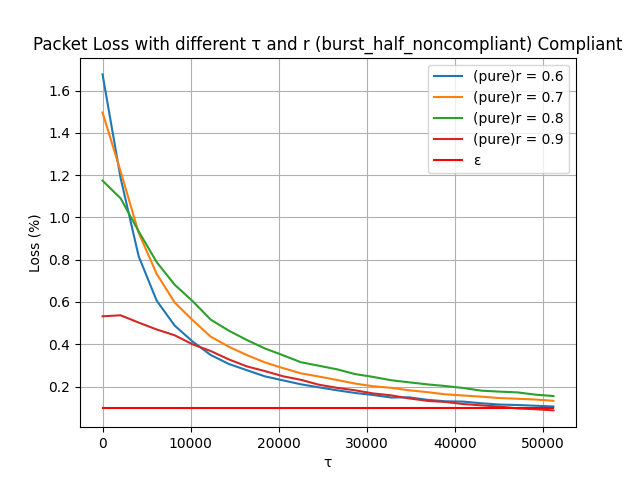 Packet Loss with different τ and r (burst_half_noncompliant) Compliant
(pure)r = 0.6
(pure)r = 0.7
(pure)r = 0.8
(pure)r = 0.9
ε
Loss (%)
1.6
1.4
1.2
1.0
0.8
0.6
0.4
0.2
0
10000
20000
30000
40000
50000
τ